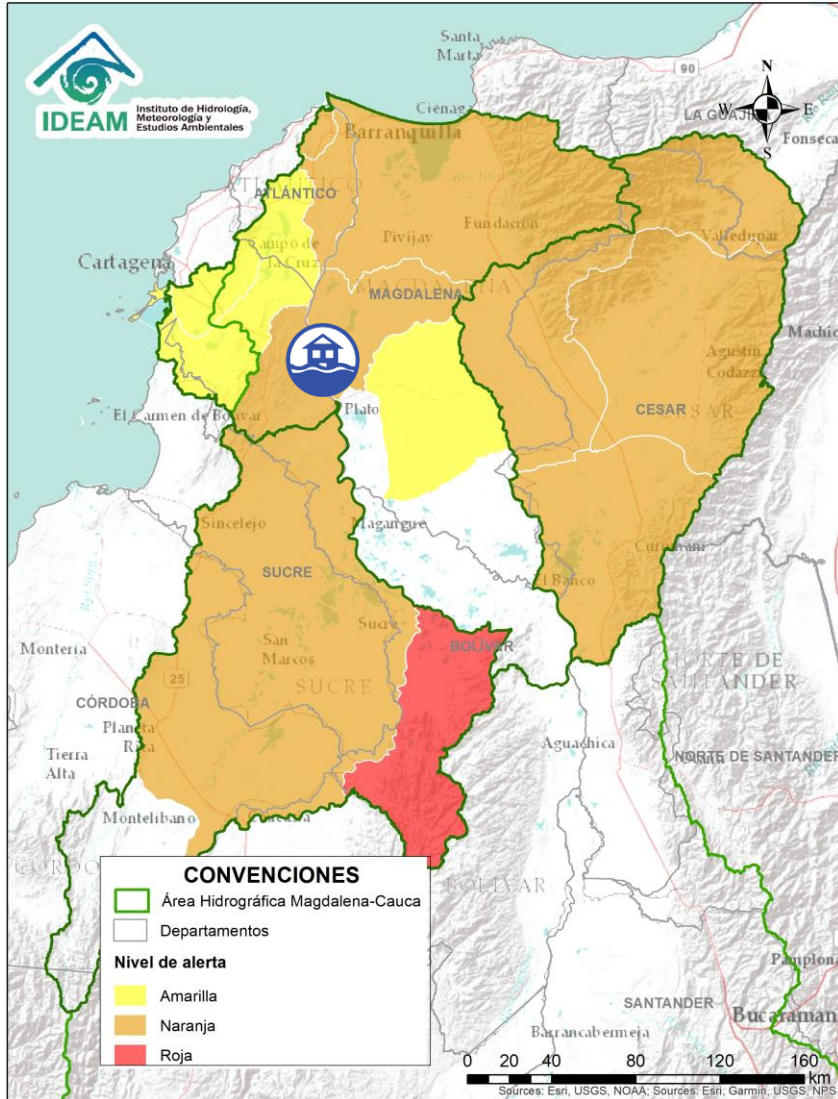 IDEAM
Instituto de Hidrología,
Meteorología y
Estudios Ambientales
Santa
Marta
90
N
W
E
S
Ciénaga
LA GUAJIRA
Fonseca
Barranquilla
ATLÁNTICO
Fundación
Valledupar
Campo de
la Cruz
Pivijay
Cartagena
MAGDALENA
Agustín
Codazzi
CESAR
El Carmen de Bolívar
Plato
Sincelejo
Magangue
Curumani
SUCRE
El Banco
Sucre
BOLÍVAR
Montería
San
Marcos
SUCRE
NORTE DE
SANTANDER
25
CÓRDOBA
Planeta
Rica
Aguachica
NORTE DE SANTANDER
Tierra
Alta
Montelibano
BOLÍVAR
Pamplona
SANTANDER
Bucaraman
Barrancabermeja
CONVENCIONES
Área Hidrográfica Magdalena-Cauca
Departamentos
Nivel de alerta
Amarilla
Naranja
Roja
0 20 40 80 120 160
Km
Sources: Esri, USGS, NOAA; Sources: Esri, Garmin, USGS, NPS